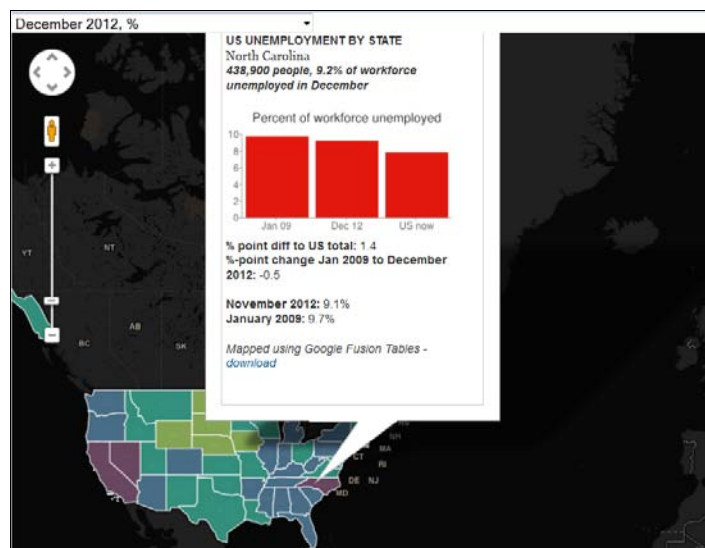 December 2012, %
US UNEMPLOYMENT BY STATE
North Carolina
438,900 people, 9.2% of workforce
unemployed in December
Percent of workforce unemployed
10
8
6
4
2
0
Jan 09 Dec 12 US now
% point diff to US total: 1.4
%-point change Jan 2009 to December
2012: -0.5
November 2012: 9.1%
January 2009: 9.7%
Mapped using Google Fusion Tables -
download
YT
NT
BC
AB
SK
NH
MA
CT
RI
DE NJ
MD